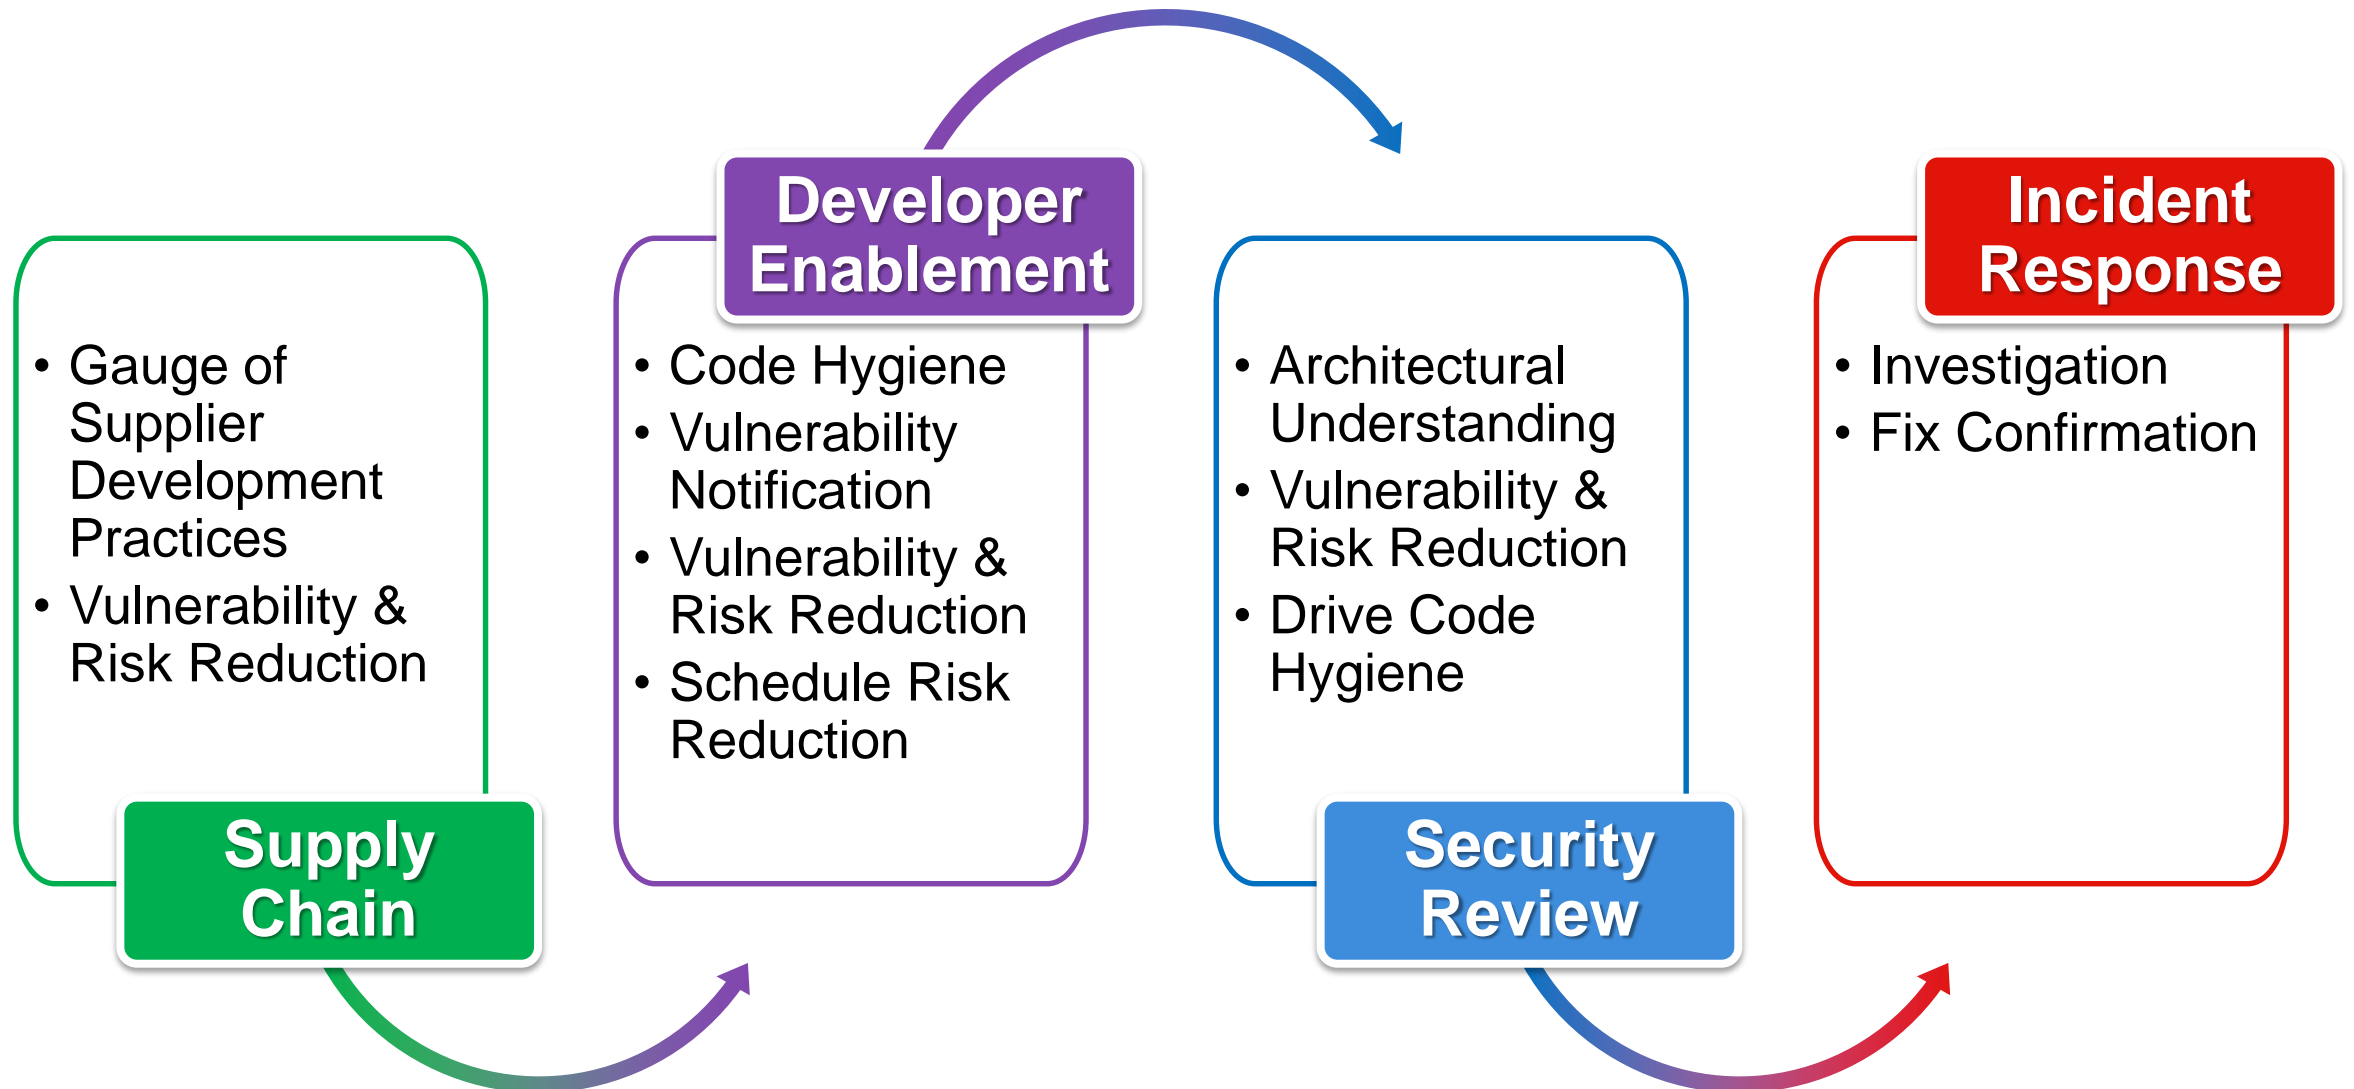 • Gauge of
Supplier
Development
Practices
• Vulnerability &
Risk Reduction
Supply
Chain
Developer
Enablement
• Code Hygiene
• Vulnerability
Notification
• Vulnerability &
Risk Reduction
• Schedule Risk
Reduction
• Architectural
Understanding
• Vulnerability &
Risk Reduction
• Drive Code
Hygiene
Security
Review
Incident
Response
• Investigation
• Fix Confirmation